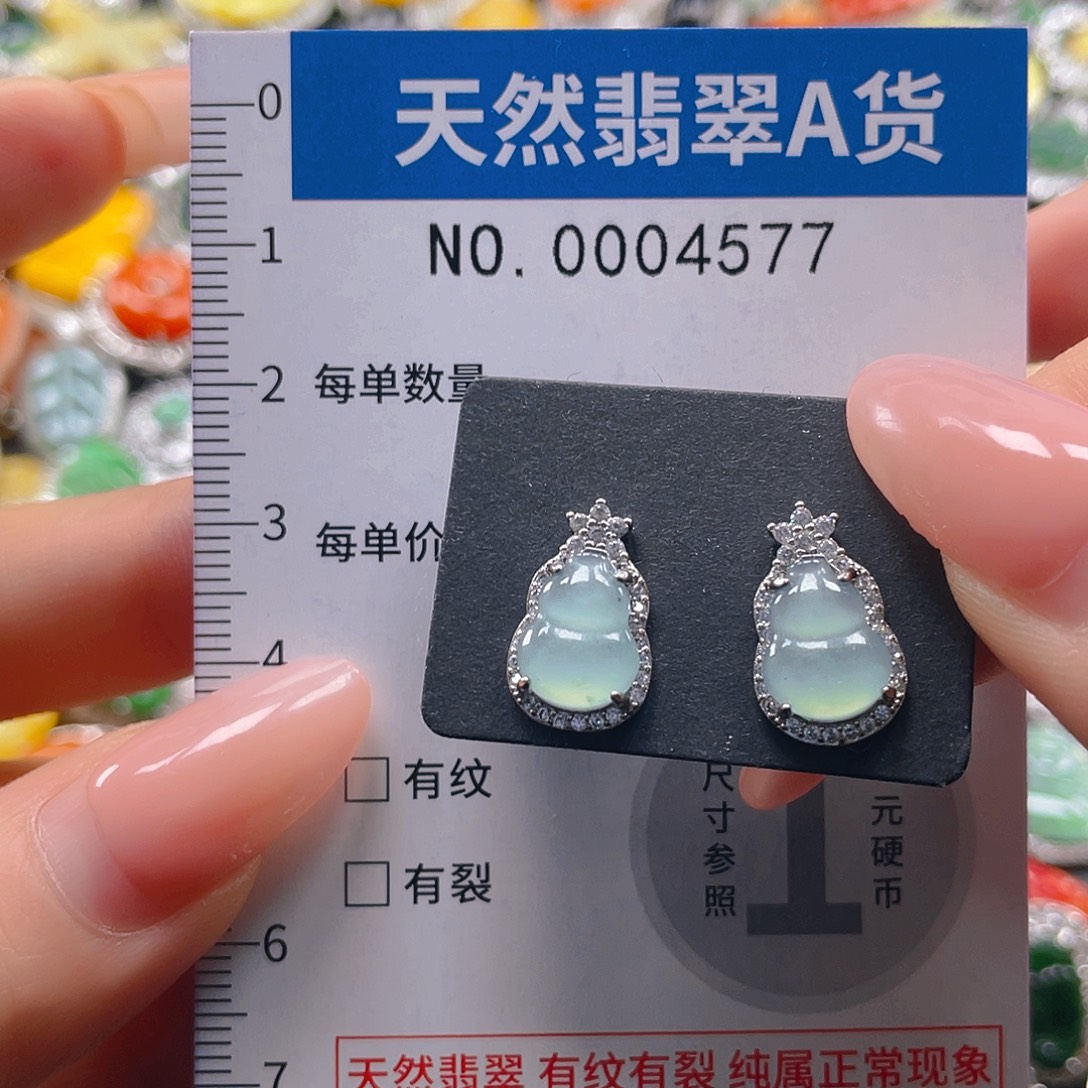 天然翡翠A货
0
NO.0004577
1
2
每单数量
3
每单价
4
有纹
有裂
尺寸参照
1
元硬币
6
7
天然翡翠 有纹有裂 纯属正常现象